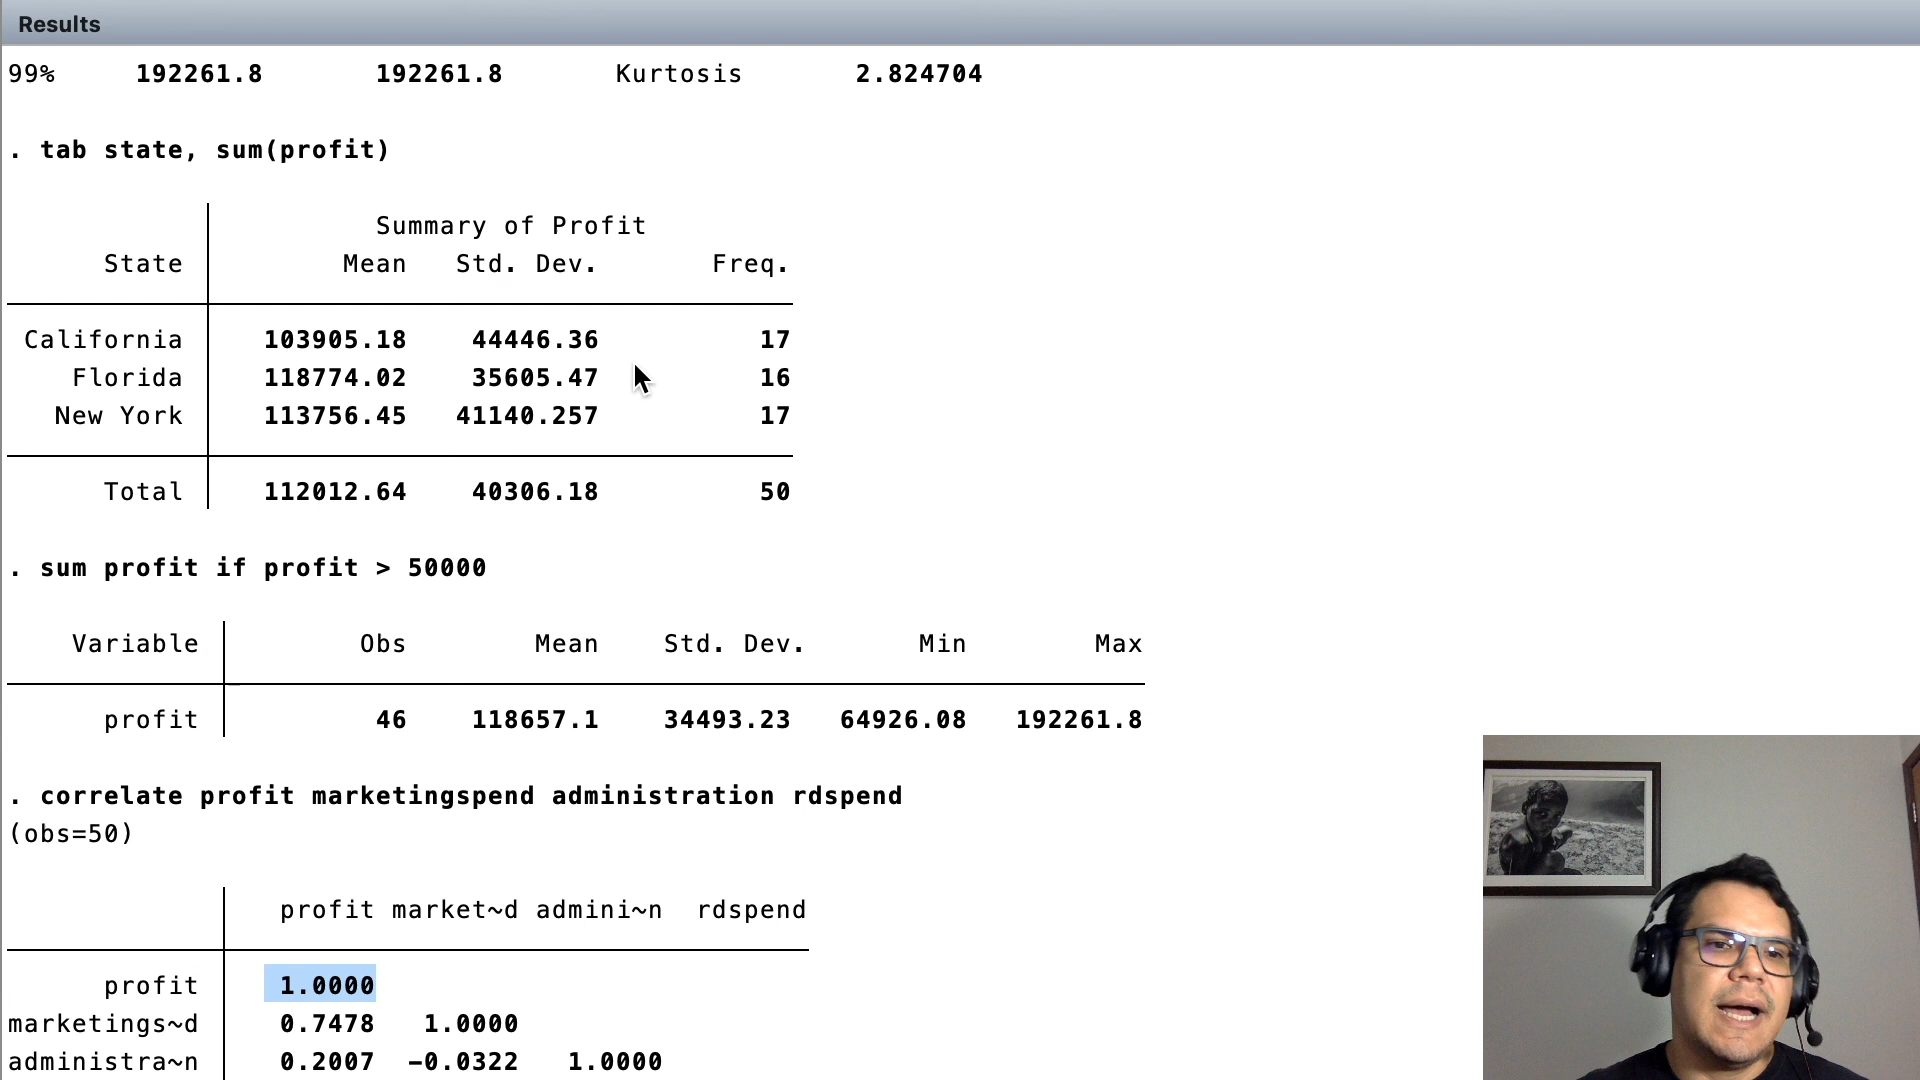 Results
99% 192261.8 192261.8 Kurtosis 2.824704
. tab state, sum(profit)
Summary of Profit
State Mean Std. Dev. Freq.
California 103905.18 44446.36 17
Florida 118774.02 35605.47 16
New York 113756.45 41140.257 17
Total 112012.64 40306.18 50
. sum profit if profit > 50000
Variable Obs Mean Std. Dev. Min Max
profit 46 118657.1 34493.23 64926.08 192261.8
. correlate profit marketingspend administration rdspend
(obs=50)
profit market~d admini~n rdspend
profit 1.0000
marketings~d 0.7478 1.0000
administra~n 0.2007 -0.0322 1.0000